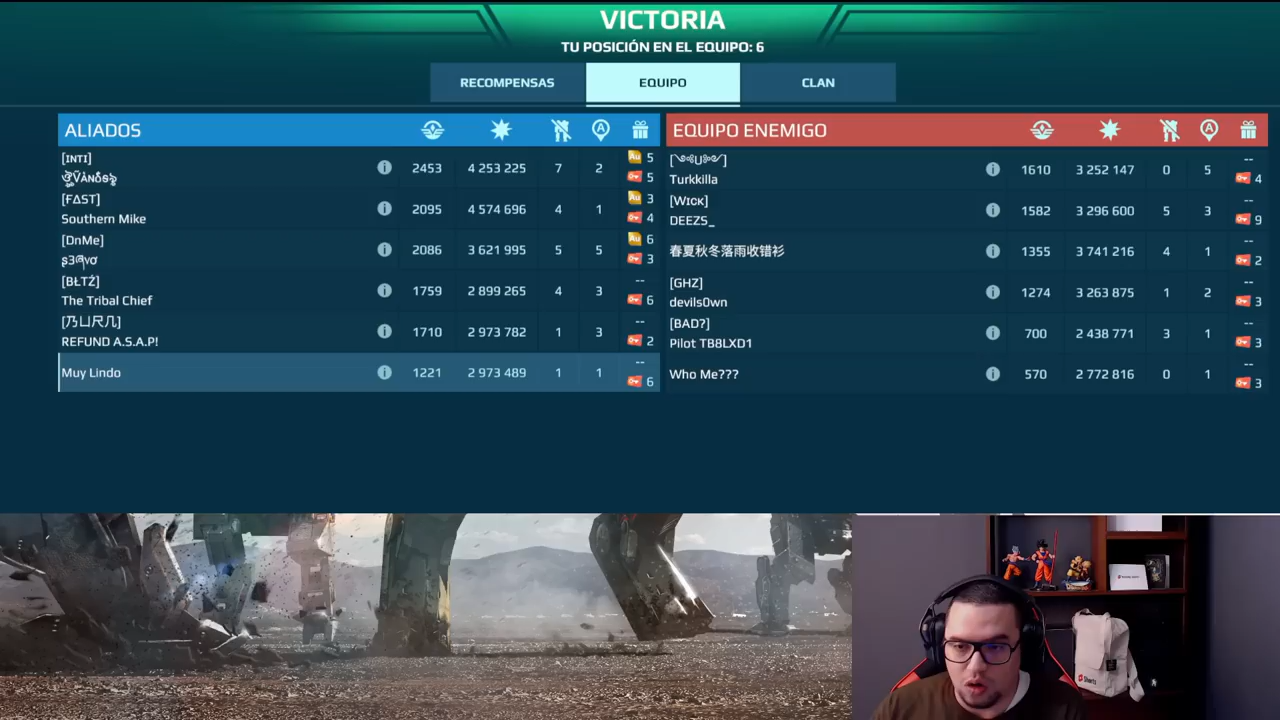 VICTORIA
TU POSICIÓN EN EL EQUIPO: 6
RECOMPENSAS
EQUIPO
CLAN
ALIADOS
A
[ɪɴᴛɪ]
2453 4 253 225 7 2
Au 5
5
[FΔST]
Southern Mike
2095 4 574 696 4 1
Au 3
4
[DnMe]
2086 3 621 995 5 5
Au 6
3
[BŁTŹ]
The Tribal Chief
1759 2 899 265 4 3
--
6
[乃凵尺几]
REFUND A.S.A.P!
1710 2 973 782 1 3
--
2
Muy Lindo
1221 2 973 489 1 1
--
6
EQUIPO ENEMIGO
A
Turkkilla
1610 3 252 147 0 5
--
4
[Wɪᴄᴋ]
DEEZS_
1582 3 296 600 5 3
--
9
春夏秋冬落雨收错衫
1355 3 741 216 4 1
--
2
[GHZ]
devils0wn
1274 3 263 875 1 2
--
3
[BAD?]
Pilot TB8LXD1
700 2 438 771 3 1
--
3
Who Me???
570 2 772 816 0 1
--
3
Shorts